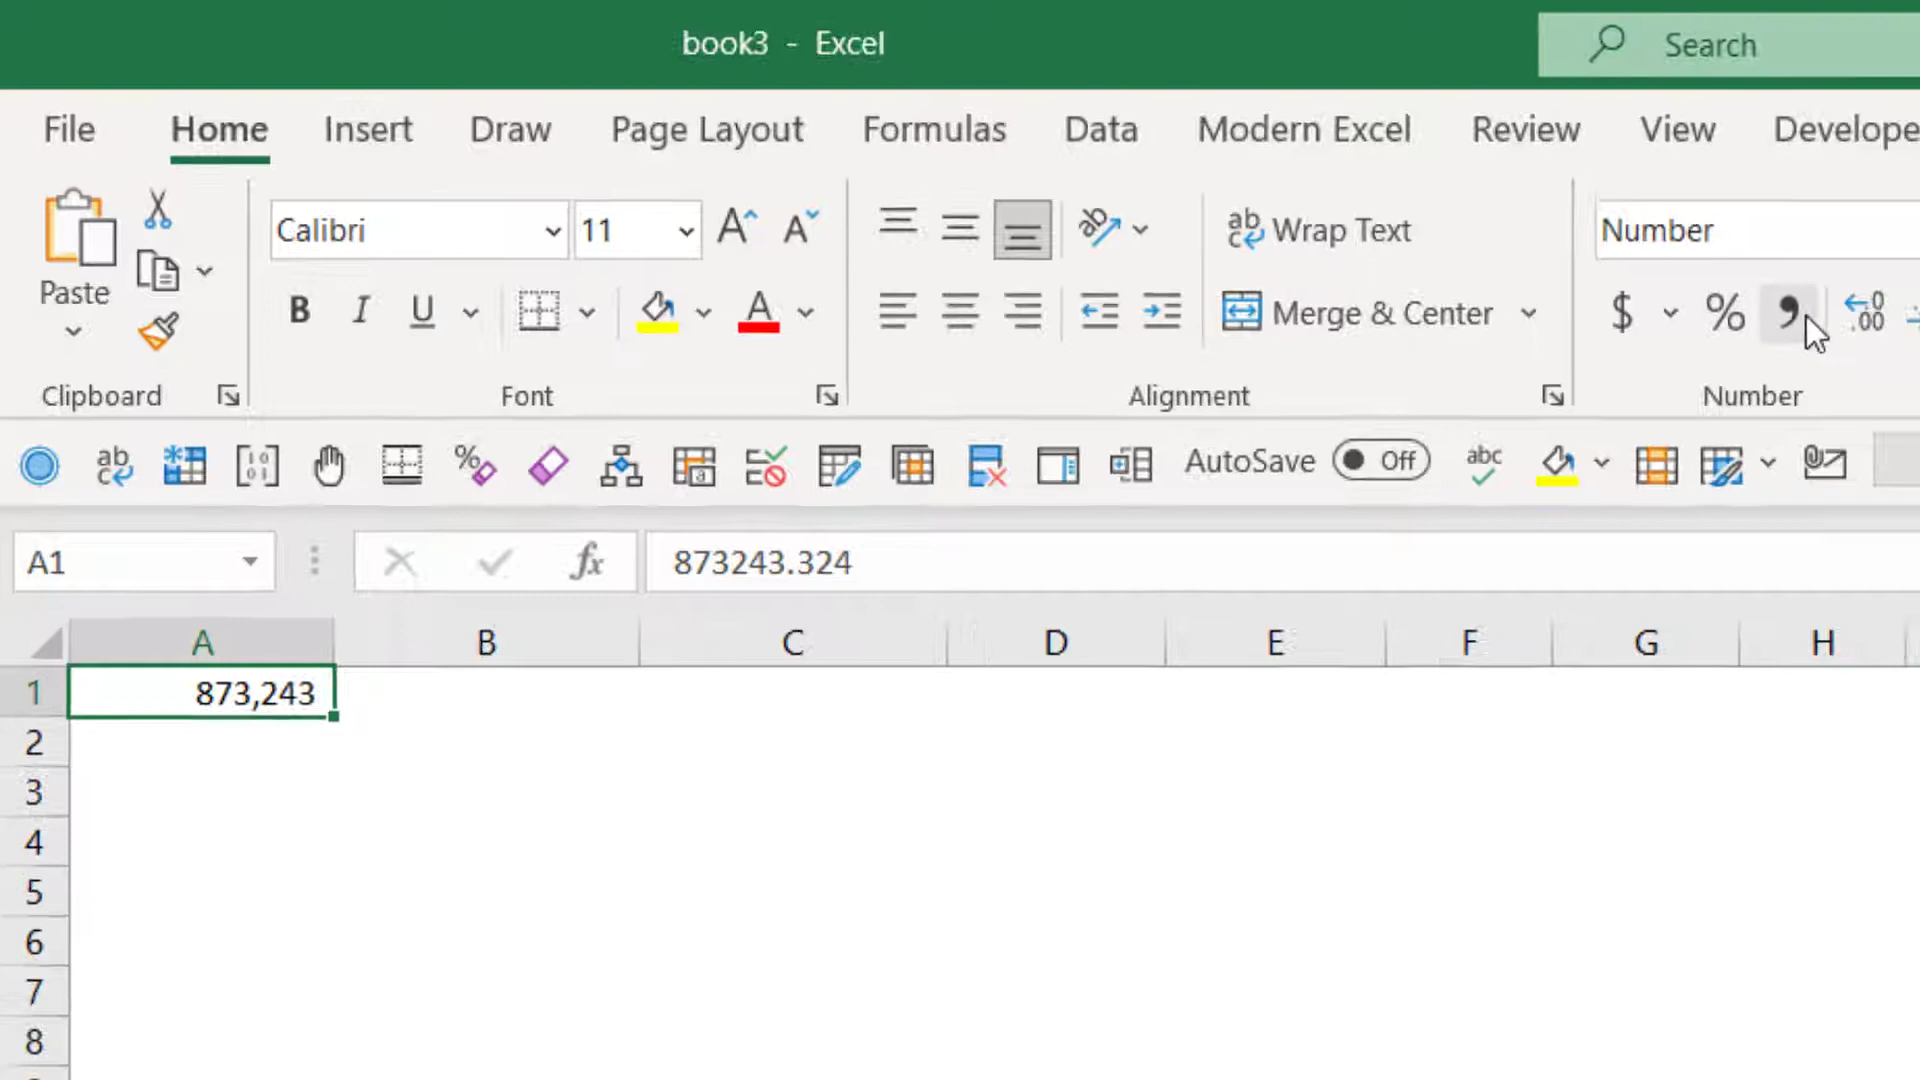 book3 - Excel
Search
File Home Insert Draw Page Layout Formulas Data Modern Excel Review View Develope
Calibri 11 Wrap Text Number
Paste B I U A Merge & Center $ % , .00
Clipboard Font Alignment Number
AutoSave Off abc
A1 fx 873243.324
A B C D E F G H
1 873,243
2
3
4
5
6
7
8